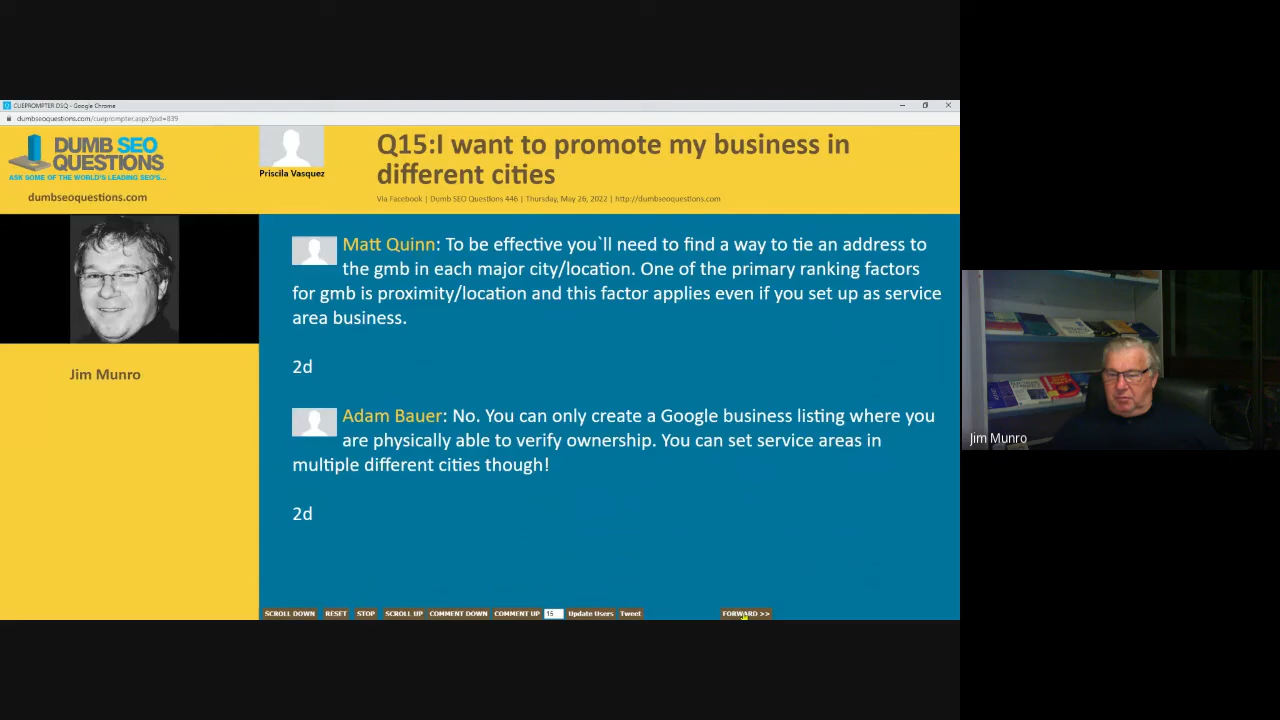 CUEPROMPTER DSQ - Google Chrome
dumbseoquestions.com/cueprompter.aspx?pid=839
DUMB SEO
QUESTIONS
ASK SOME OF THE WORLD'S LEADING SEO'S...
dumbseoquestions.com
Priscila Vasquez
Q15:I want to promote my business in
different cities
Via Facebook | Dumb SEO Questions 446 | Thursday, May 26, 2022 | http://dumbseoquestions.com
Jim Munro
Matt Quinn: To be effective you`ll need to find a way to tie an address to
the gmb in each major city/location. One of the primary ranking factors
for gmb is proximity/location and this factor applies even if you set up as service
area business.
2d
Adam Bauer: No. You can only create a Google business listing where you
are physically able to verify ownership. You can set service areas in
multiple different cities though!
2d
SCROLL DOWN RESET STOP SCROLL UP COMMENT DOWN COMMENT UP 15 Update Users Tweet FORWARD >>
Jim Munro